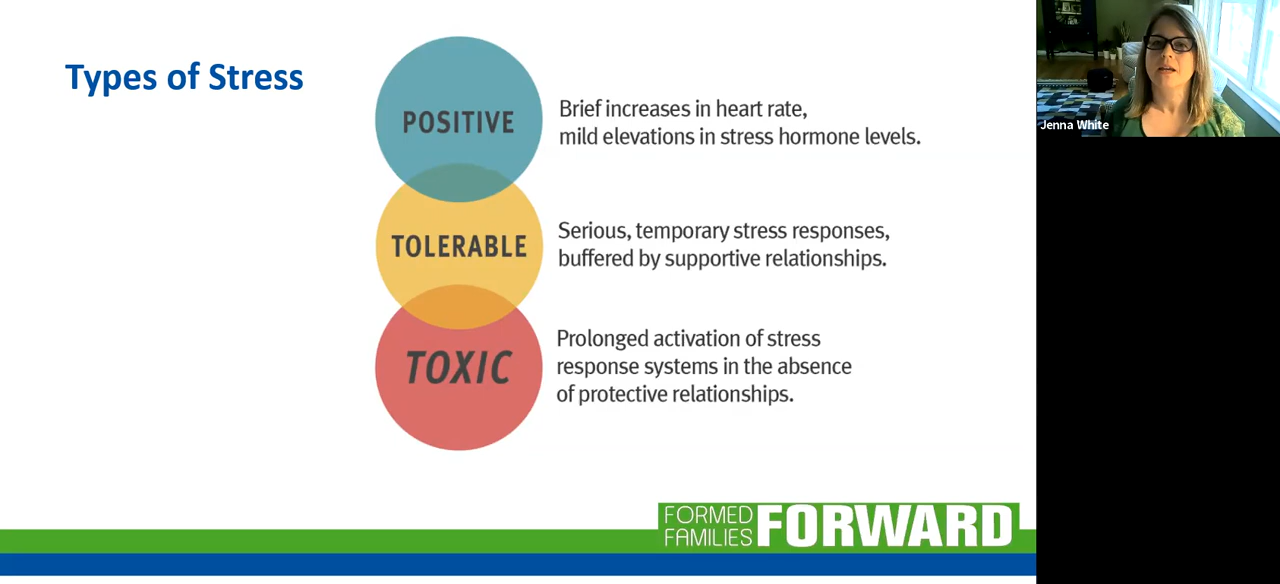 Types of Stress
POSITIVE
Brief increases in heart rate,
mild elevations in stress hormone levels.
TOLERABLE
Serious, temporary stress responses,
buffered by supportive relationships.
TOXIC
Prolonged activation of stress
response systems in the absence
of protective relationships.
FORMED
FAMILIES
FORWARD
Jenna White